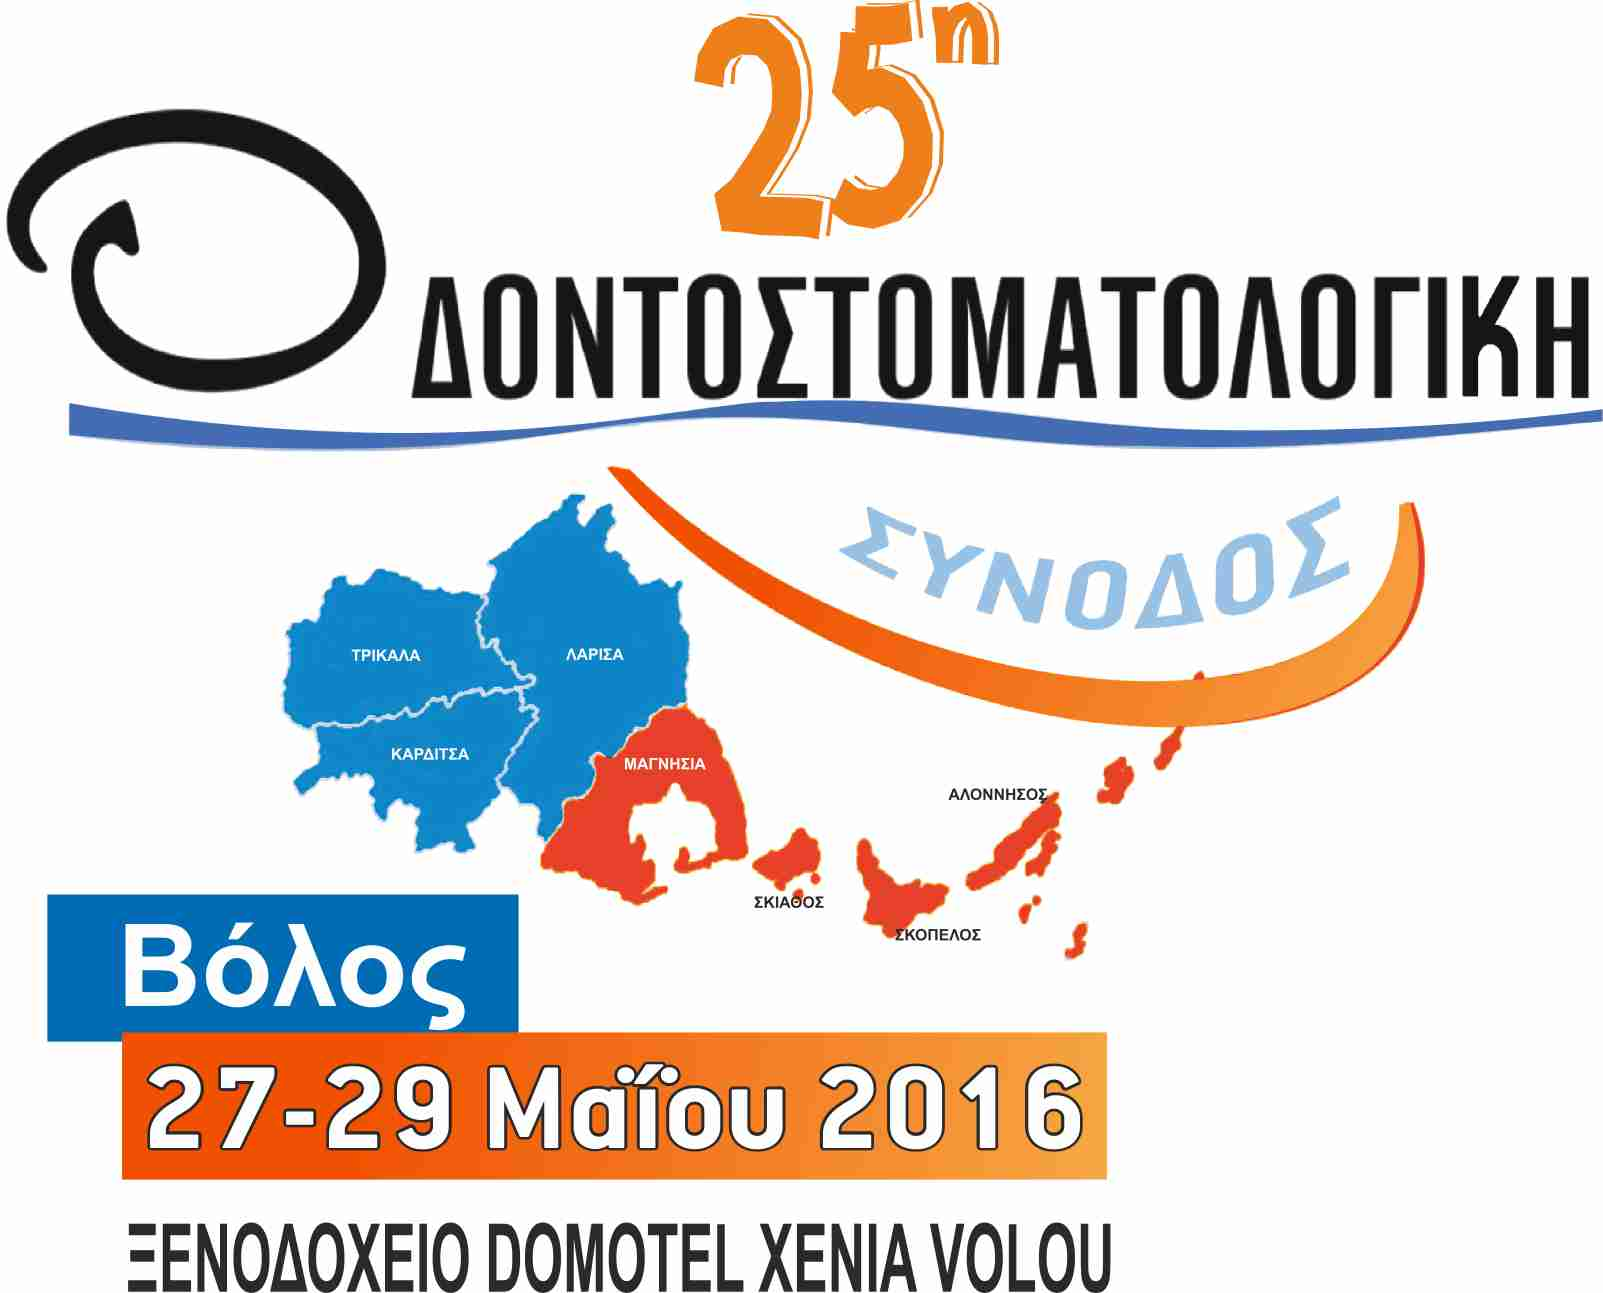 25η
ΟΔΟΝΤΟΣΤΟΜΑΤΟΛΟΓΙΚΗ
ΣΥΝΟΔΟΣ
ΤΡΙΚΑΛΑ
ΛΑΡΙΣΑ
ΚΑΡΔΙΤΣΑ
ΜΑΓΝΗΣΙΑ
ΑΛΟΝΝΗΣΟΣ
ΣΚΙΑΘΟΣ
ΣΚΟΠΕΛΟΣ
Βόλος
27-29 Μαΐου 2016
ΞΕΝΟΔΟΧΕΙΟ DOMOTEL XENIA VOLOU